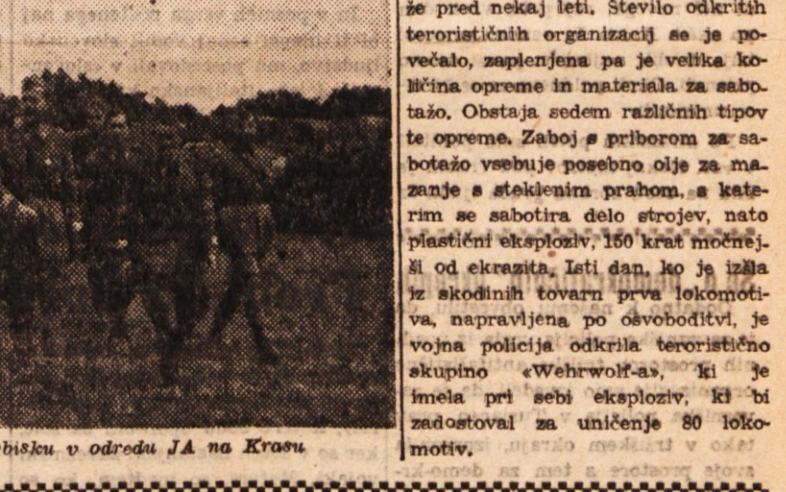 obisku v odredu JA na Krasu
že pred nekaj leti. Število odkritih
terorističnih organizacij se je po-
večalo, zaplenjena pa je velika ko-
ličina opreme in materiala za sabo-
tažo. Obstaja sedem različnih tipov
te opreme. Zaboj s priborom za sa-
botažo vsebuje posebno olje za ma-
zanje s steklenim prahom, s kate-
rim se sabotira delo strojev, nato
plastični eksploziv, 150 krat močnej-
ši od ekrazita. Isti dan, ko je izšla
iz škodinih tovarn prva lokomoti-
va, napravljena po osvoboditvi, je
vojna policija odkrila teroristično
skupino «Wehrwolf-a», ki je
imela pri sebi eksploziv, ki bi
zadostoval za uničenje 80 loko-
motiv.